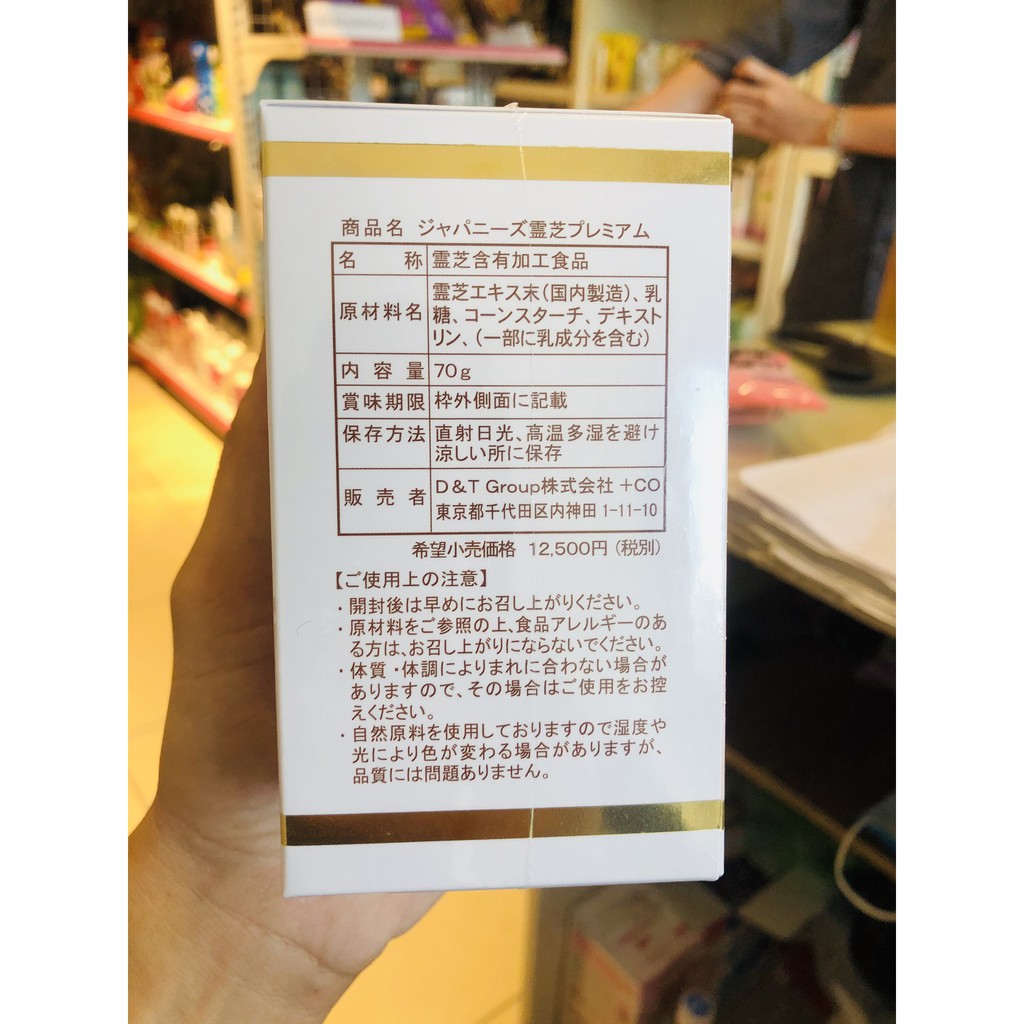 商品名 ジャパニーズ霊芝プレミアム
名称 霊芝含有加工食品
原材料名 霊芝エキス末(国内製造)、乳
糖、コーンスターチ、デキスト
リン、(一部に乳成分を含む)
内容量 70g
賞味期限 枠外側面に記載
保存方法 直射日光、高温多湿を避け
涼しい所に保存
販売者 D&T Group株式会社 +CO
東京都千代田区内神田 1-11-10
希望小売価格 12,500円 (税別)
【ご使用上の注意】
・開封後は早めにお召し上がりください。
・原材料をご参照の上、食品アレルギーのあ
る方は、お召し上がりにならないでください。
・体質・体調によりまれに合わない場合が
ありますので、その場合はご使用をお控
えください。
・自然原料を使用しておりますので湿度や
光により色が変わる場合がありますが、
品質には問題ありません。